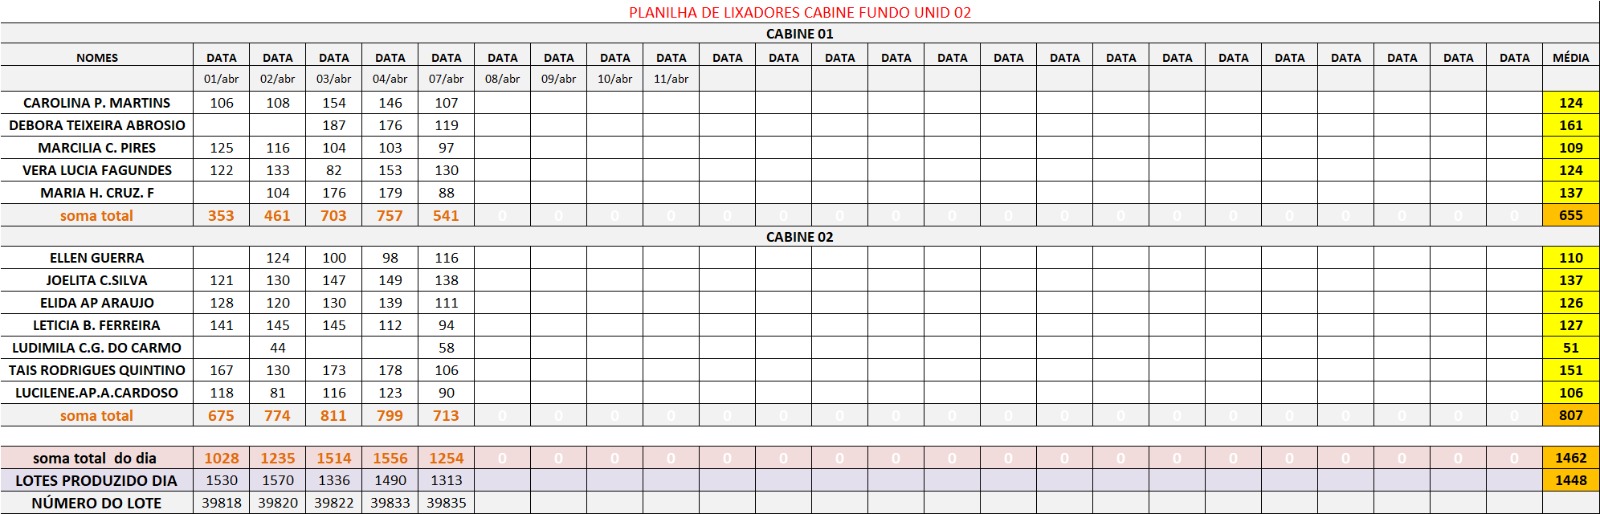 PLANILHA DE LIXADORES CABINE FUNDO UNID 02
CABINE 01
NOMES DATA DATA DATA DATA DATA DATA DATA DATA DATA DATA DATA DATA DATA DATA DATA DATA DATA DATA DATA DATA DATA DATA DATA DATA MÉDIA
01/abr 02/abr 03/abr 04/abr 07/abr 08/abr 09/abr 10/abr 11/abr
CAROLINA P. MARTINS 106 108 154 146 107 124
DEBORA TEIXEIRA ABROSIO 187 176 119 161
MARCILIA C. PIRES 125 116 104 103 97 109
VERA LUCIA FAGUNDES 122 133 82 153 130 124
MARIA H. CRUZ. F 104 176 179 88 137
soma total 353 461 703 757 541 0 0 0 0 0 0 0 0 0 0 0 0 0 0 0 0 0 0 0 655
CABINE 02
ELLEN GUERRA 124 100 98 116 110
JOELITA C.SILVA 121 130 147 149 138 137
ELIDA AP ARAUJO 128 120 130 139 111 126
LETICIA B. FERREIRA 141 145 145 112 94 127
LUDIMILA C.G. DO CARMO 44 58 51
TAIS RODRIGUES QUINTINO 167 130 173 178 106 151
LUCILENE.AP.A.CARDOSO 118 81 116 123 90 106
soma total 675 774 811 799 713 0 0 0 0 0 0 0 0 0 0 0 0 0 0 0 0 0 0 0 807
soma total do dia 1028 1235 1514 1556 1254 0 0 0 0 0 0 0 0 0 0 0 0 0 0 0 0 0 0 0 1462
LOTES PRODUZIDO DIA 1530 1570 1336 1490 1313 1448
NÚMERO DO LOTE 39818 39820 39822 39833 39835